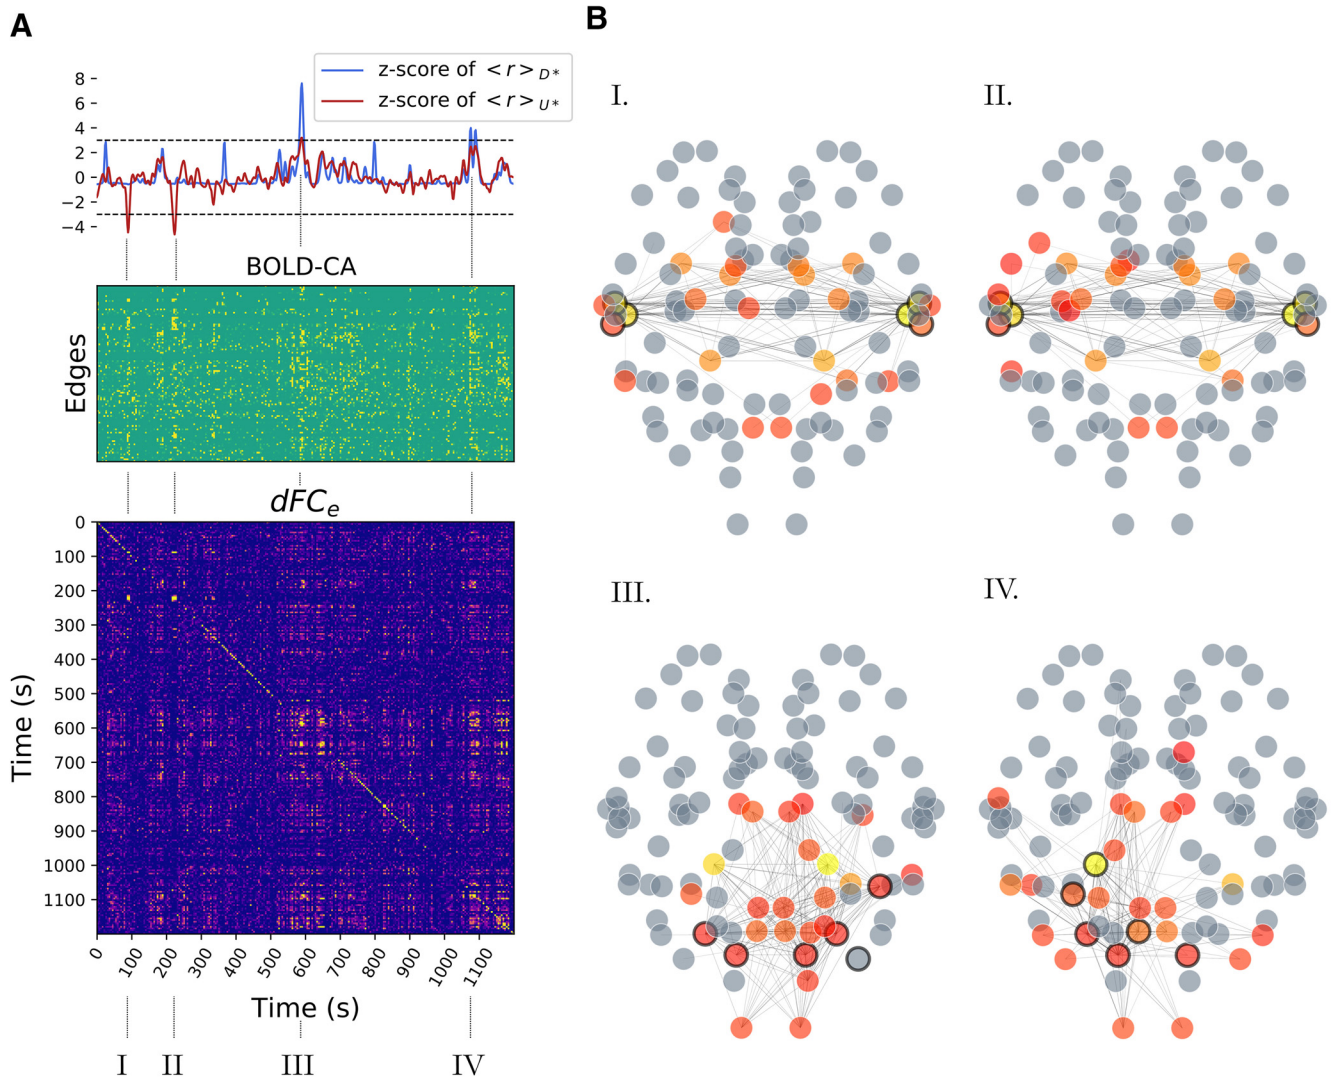 A
B
z-score of < r > D*
z-score of < r > U*
8
6
4
2
0
−2
−4
BOLD-CA
Edges
dFCe
0
100
200
300
400
500
600
700
800
900
1000
1100
Time (s)
0 100 200 300 400 500 600 700 800 900 1000 1100
Time (s)
I II III IV
I.
II.
III.
IV.